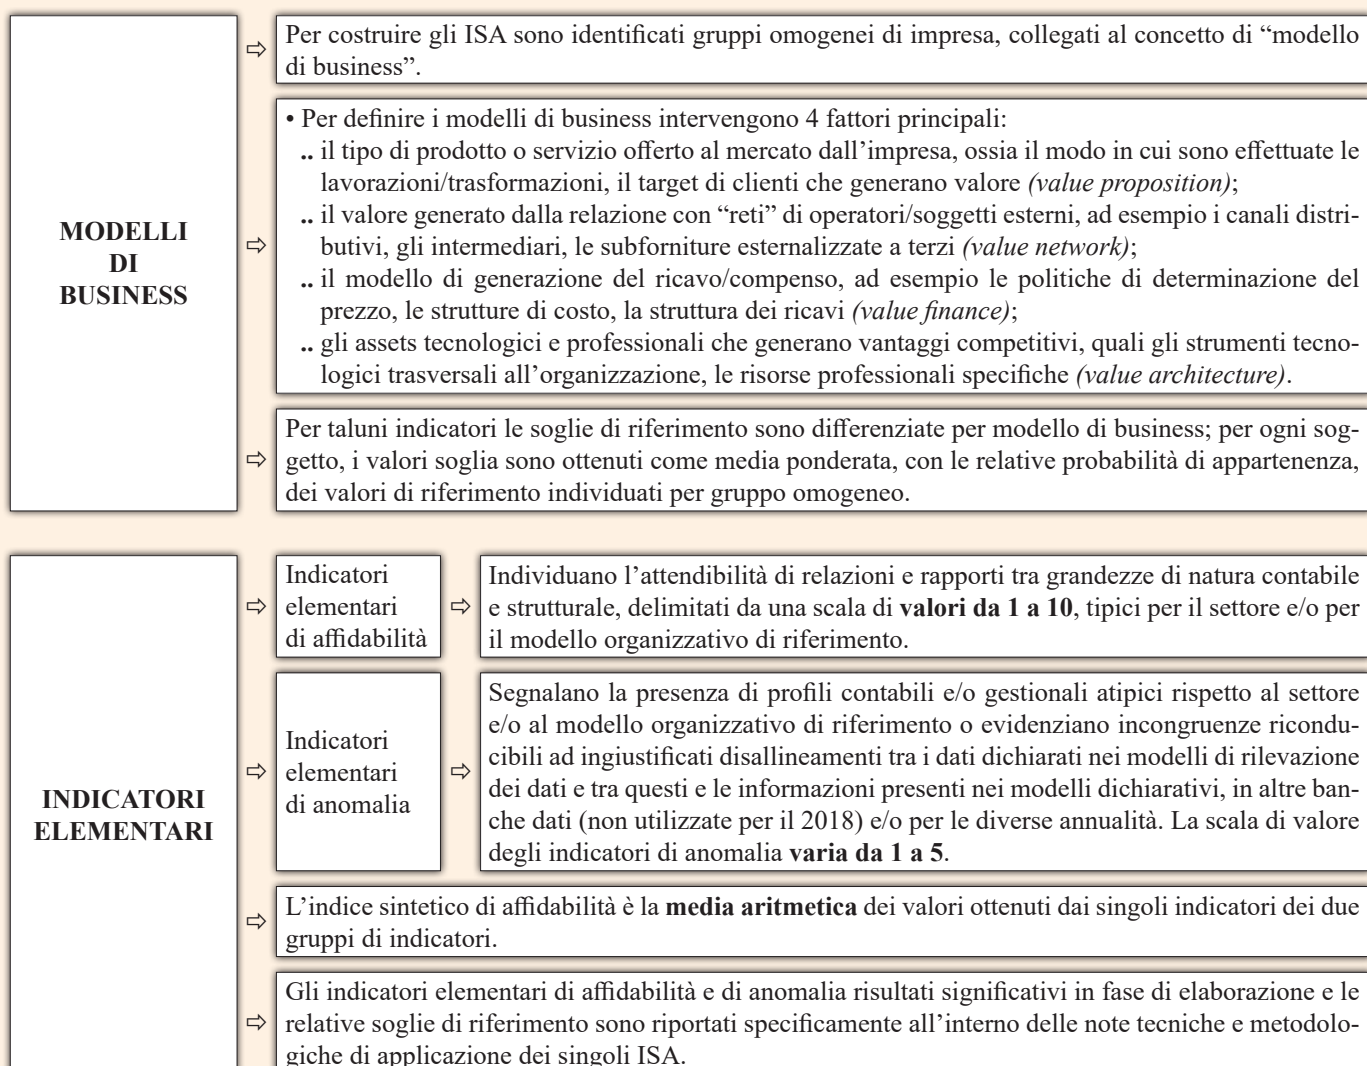 MODELLI
DI
BUSINESS
⇨
Per costruire gli ISA sono identificati gruppi omogenei di impresa, collegati al concetto di “modello
di business”.
⇨
• Per definire i modelli di business intervengono 4 fattori principali:
.. il tipo di prodotto o servizio offerto al mercato dall’impresa, ossia il modo in cui sono effettuate le
lavorazioni/trasformazioni, il target di clienti che generano valore (value proposition);
.. il valore generato dalla relazione con “reti” di operatori/soggetti esterni, ad esempio i canali distri-
butivi, gli intermediari, le subforniture esternalizzate a terzi (value network);
.. il modello di generazione del ricavo/compenso, ad esempio le politiche di determinazione del
prezzo, le strutture di costo, la struttura dei ricavi (value finance);
.. gli assets tecnologici e professionali che generano vantaggi competitivi, quali gli strumenti tecno-
logici trasversali all’organizzazione, le risorse professionali specifiche (value architecture).
⇨
Per taluni indicatori le soglie di riferimento sono differenziate per modello di business; per ogni sog-
getto, i valori soglia sono ottenuti come media ponderata, con le relative probabilità di appartenenza,
dei valori di riferimento individuati per gruppo omogeneo.
INDICATORI
ELEMENTARI
⇨
Indicatori
elementari
di affidabilità
⇨
Individuano l’attendibilità di relazioni e rapporti tra grandezze di natura contabile
e strutturale, delimitati da una scala di valori da 1 a 10, tipici per il settore e/o per
il modello organizzativo di riferimento.
⇨
Indicatori
elementari
di anomalia
⇨
Segnalano la presenza di profili contabili e/o gestionali atipici rispetto al settore
e/o al modello organizzativo di riferimento o evidenziano incongruenze ricondu-
cibili ad ingiustificati disallineamenti tra i dati dichiarati nei modelli di rilevazione
dei dati e tra questi e le informazioni presenti nei modelli dichiarativi, in altre ban-
che dati (non utilizzate per il 2018) e/o per le diverse annualità. La scala di valore
degli indicatori di anomalia varia da 1 a 5.
⇨
L’indice sintetico di affidabilità è la media aritmetica dei valori ottenuti dai singoli indicatori dei due
gruppi di indicatori.
⇨
Gli indicatori elementari di affidabilità e di anomalia risultati significativi in fase di elaborazione e le
relative soglie di riferimento sono riportati specificamente all’interno delle note tecniche e metodolo-
giche di applicazione dei singoli ISA.